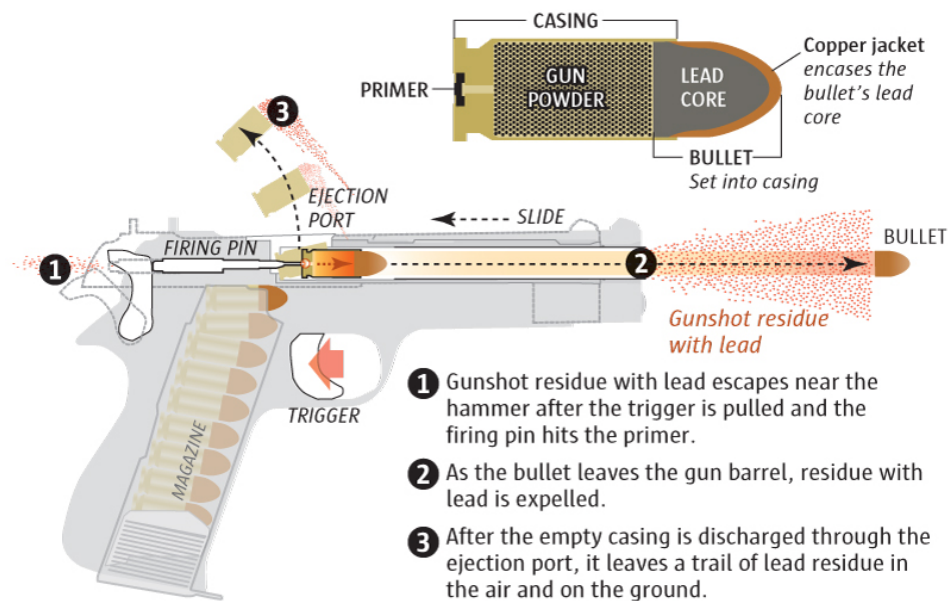 CASING
Copper jacket
encases the
bullet's lead
core
PRIMER
GUN
POWDER
LEAD
CORE
BULLET
Set into casing
3
EJECTION
PORT
SLIDE
FIRING PIN
1
2
BULLET
Gunshot residue
with lead
TRIGGER
MAGAZINE
1 Gunshot residue with lead escapes near the
hammer after the trigger is pulled and the
firing pin hits the primer.
2 As the bullet leaves the gun barrel, residue with
lead is expelled.
3 After the empty casing is discharged through the
ejection port, it leaves a trail of lead residue in
the air and on the ground.